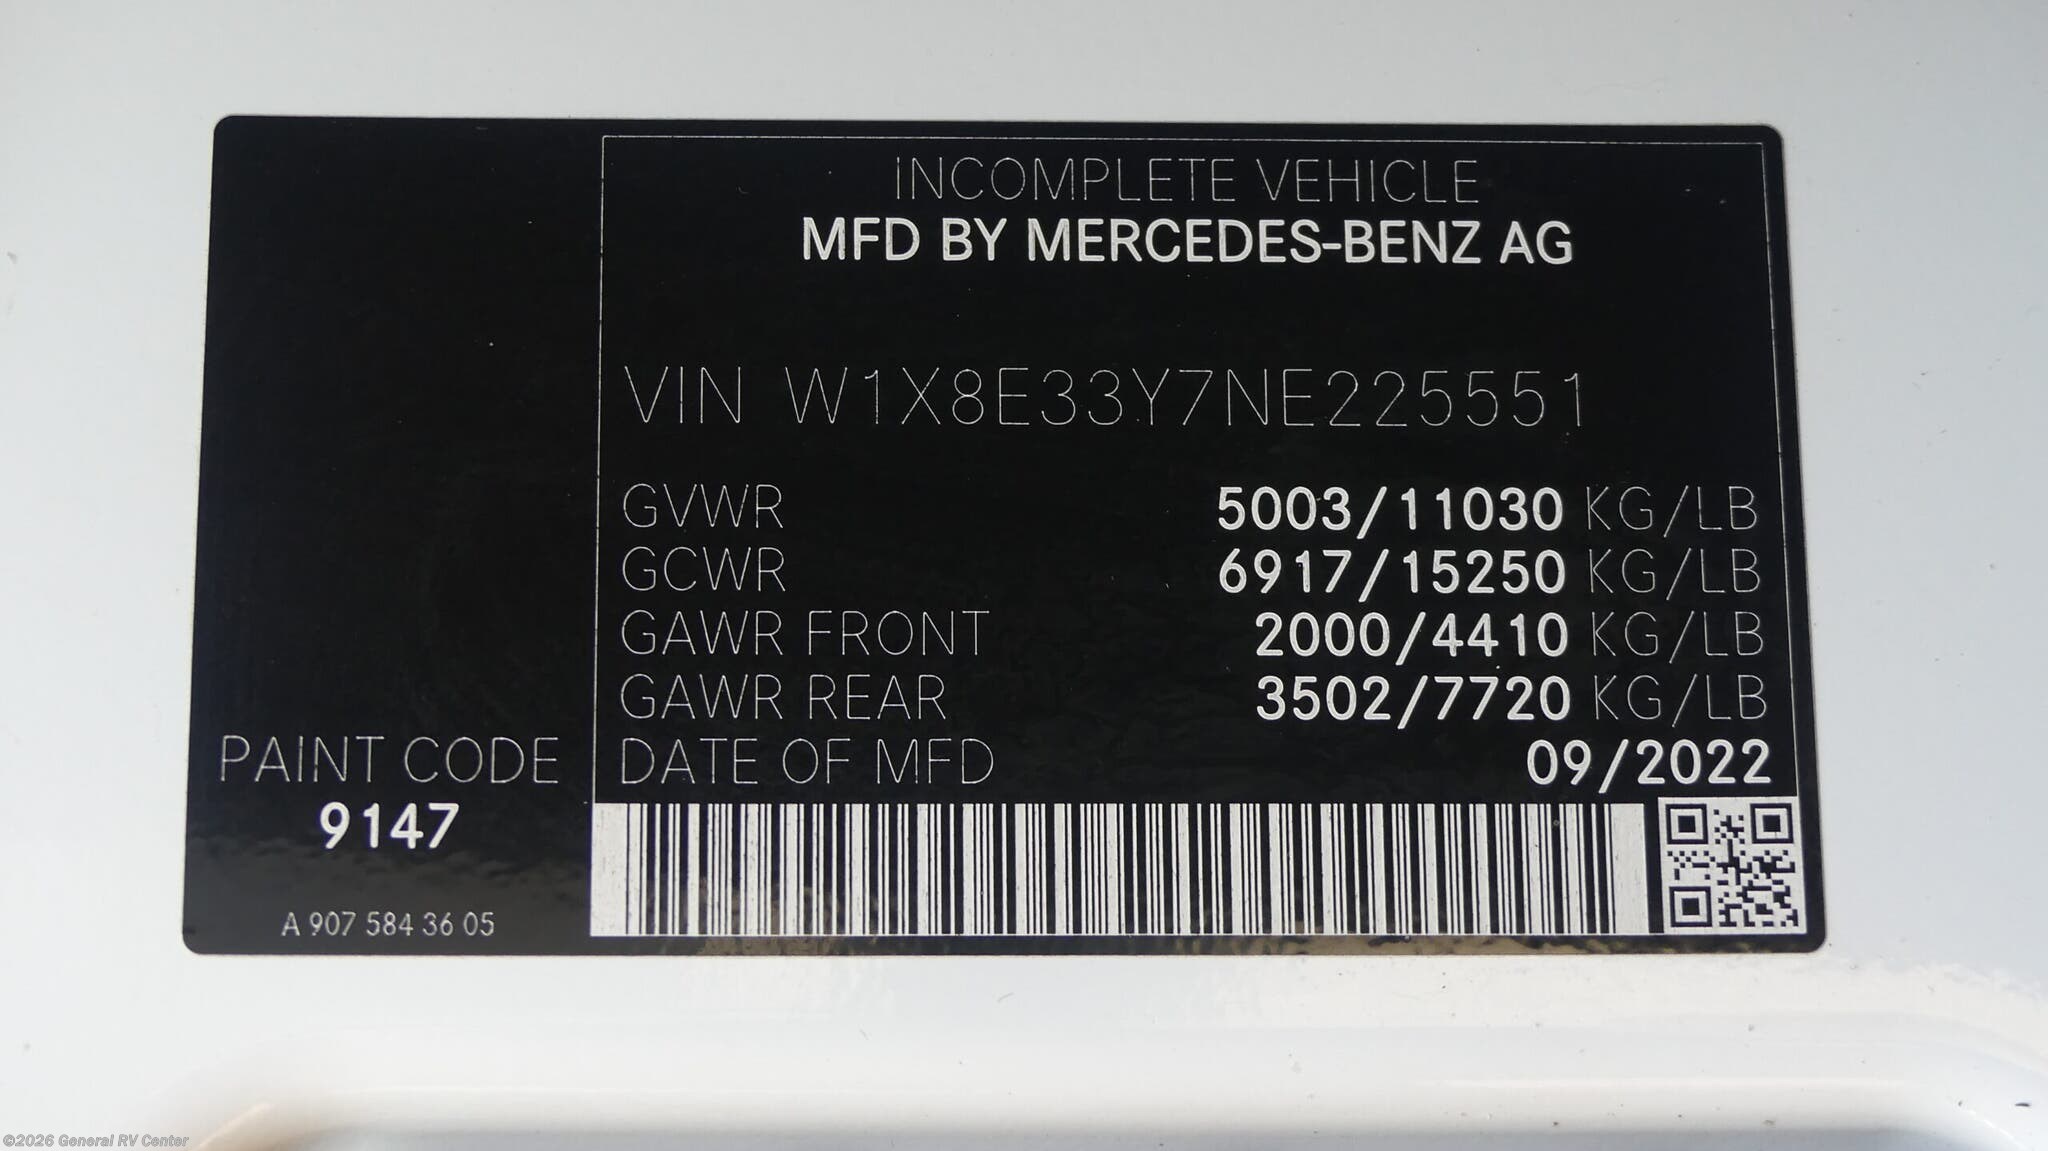 INCOMPLETE VEHICLE
MFD BY MERCEDES-BENZ AG
VIN W1X8E33Y7NE225551
GVWR 5003/11030 KG/LB
GCWR 6917/15250 KG/LB
GAWR FRONT 2000/4410 KG/LB
GAWR REAR 3502/7720 KG/LB
DATE OF MFD 09/2022
PAINT CODE
9147
A 907 584 36 05
©2026 General RV Center